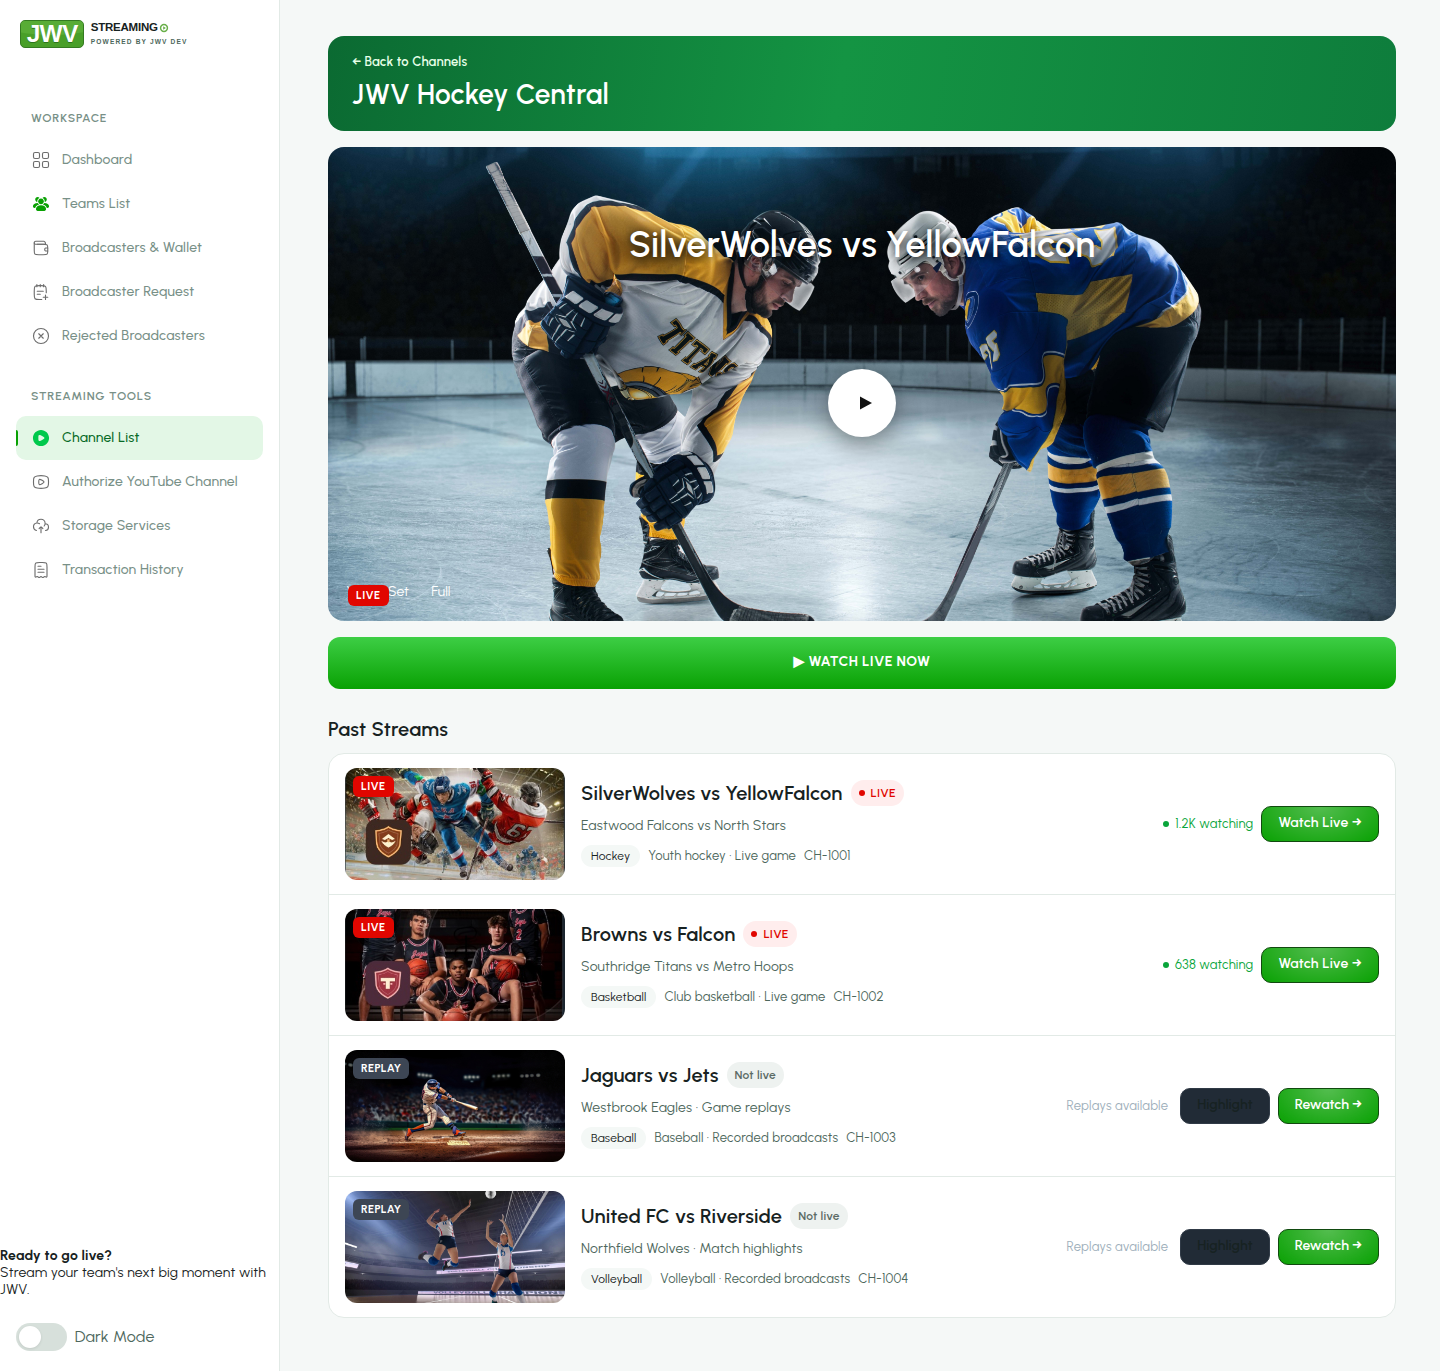 JWV STREAMING
POWERED BY JWV DEV
WORKSPACE
Dashboard
Teams List
Broadcasters & Wallet
Broadcaster Request
Rejected Broadcasters
STREAMING TOOLS
Channel List
Authorize YouTube Channel
Storage Services
Transaction History
Ready to go live?
Stream your team's next big moment with
JWV.
Dark Mode
← Back to Channels
JWV Hockey Central
SilverWolves vs YellowFalcon
TITANS
LIVE Set Full
▶ WATCH LIVE NOW
Past Streams
LIVE
SilverWolves vs YellowFalcon • LIVE
Eastwood Falcons vs North Stars
Hockey Youth hockey · Live game CH-1001
• 1.2K watching Watch Live →
LIVE
Browns vs Falcon • LIVE
Southridge Titans vs Metro Hoops
Basketball Club basketball · Live game CH-1002
• 638 watching Watch Live →
REPLAY
Jaguars vs Jets Not live
Westbrook Eagles · Game replays
Baseball Baseball · Recorded broadcasts CH-1003
Replays available Highlight Rewatch →
REPLAY
United FC vs Riverside Not live
Northfield Wolves · Match highlights
Volleyball Volleyball · Recorded broadcasts CH-1004
Replays available Highlight Rewatch →